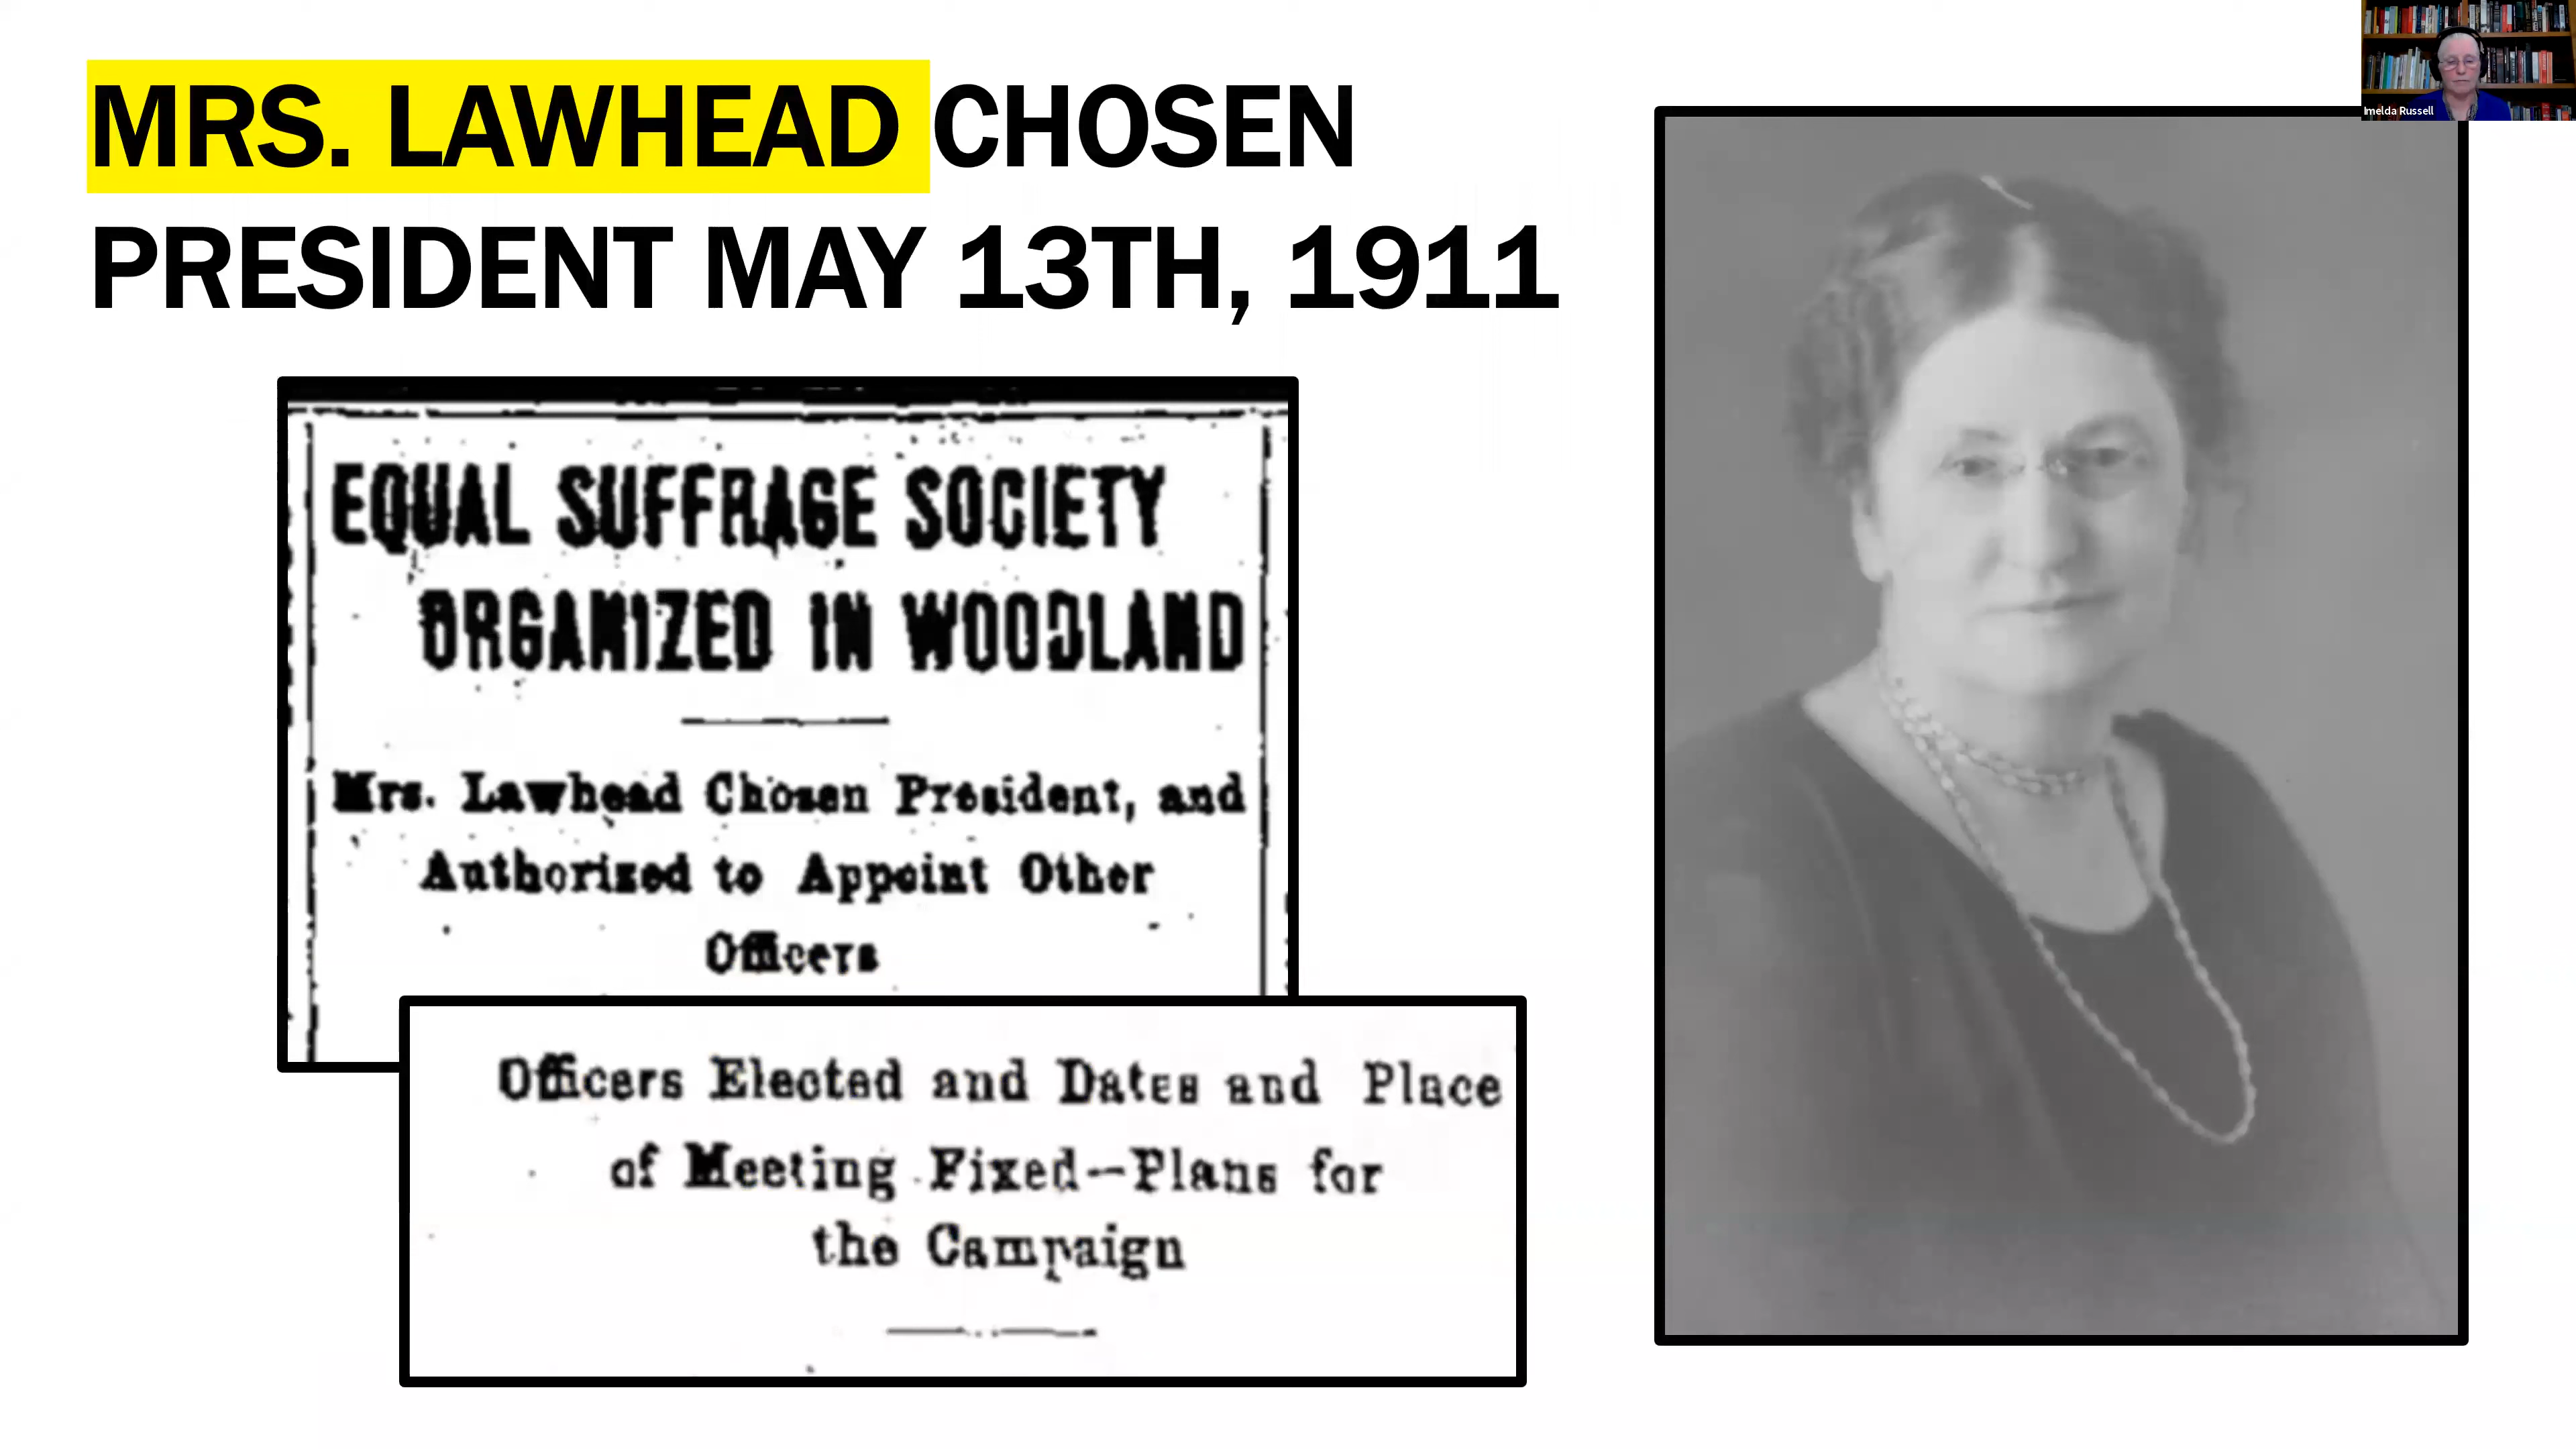 MRS. LAWHEAD CHOSEN
PRESIDENT MAY 13TH, 1911
EQUAL SUFFRAGE SOCIETY
ORGANIZED IN WOODLAND
Mrs. Lawhead Chosen President, and
Authorized to Appoint Other
Officers
Officers Elected and Dates and Place
of Meeting Fixed—Plans for
the Campaign
Imelda Russell